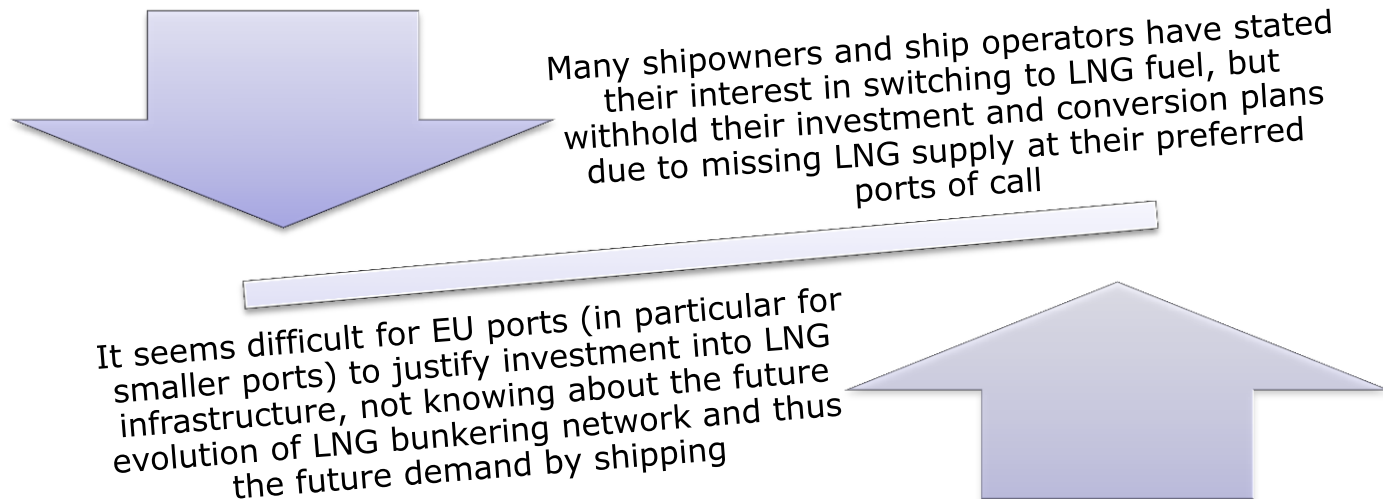 Many shipowners and ship operators have stated
their interest in switching to LNG fuel, but
withhold their investment and conversion plans
due to missing LNG supply at their preferred
ports of call
It seems difficult for EU ports (in particular for
smaller ports) to justify investment into LNG
infrastructure, not knowing about the future
evolution of LNG bunkering network and thus
the future demand by shipping